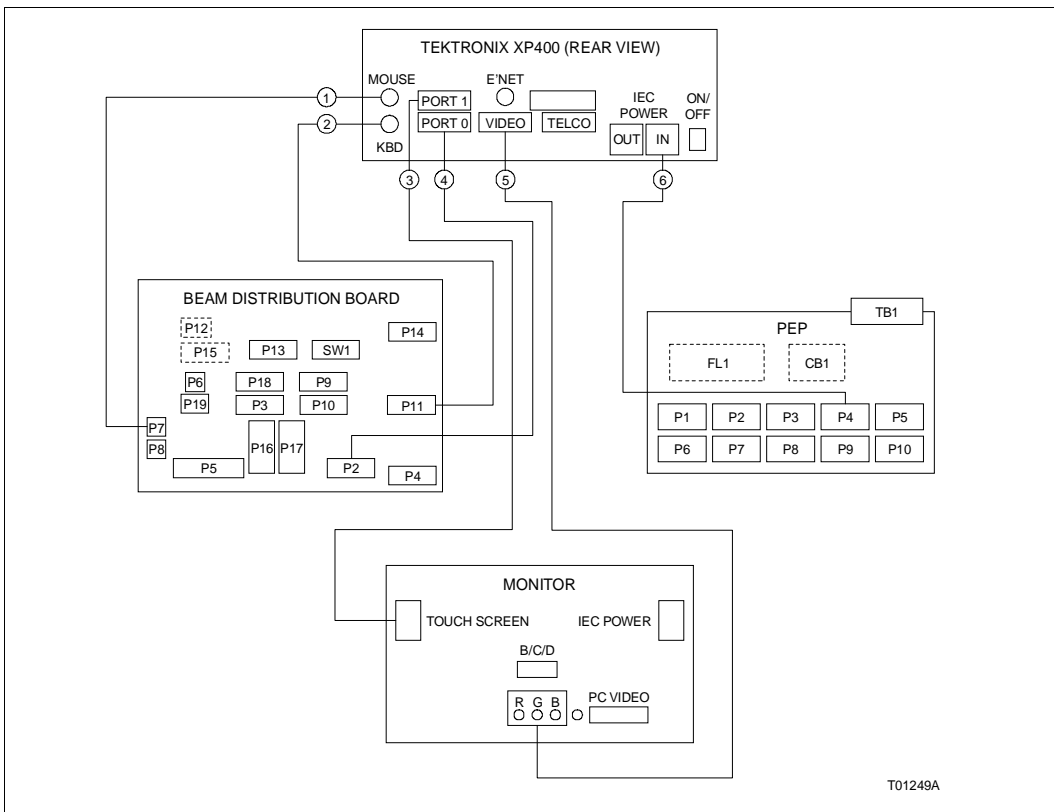 TEKTRONIX XP400 (REAR VIEW)
MOUSE
E'NET
PORT 1
IEC
POWER
ON/
OFF
1
2
KBD
PORT 0
VIDEO
TELCO
OUT
IN
3
4
5
6
BEAM DISTRIBUTION BOARD
P12
P15
P13
SW1
P14
P6
P18
P9
P19
P3
P10
P11
P7
P8
P16
P17
P5
P2
P4
TB1
PEP
FL1
CB1
P1
P2
P3
P4
P5
P6
P7
P8
P9
P10
MONITOR
TOUCH SCREEN
IEC POWER
B/C/D
R G B
PC VIDEO
T01249A